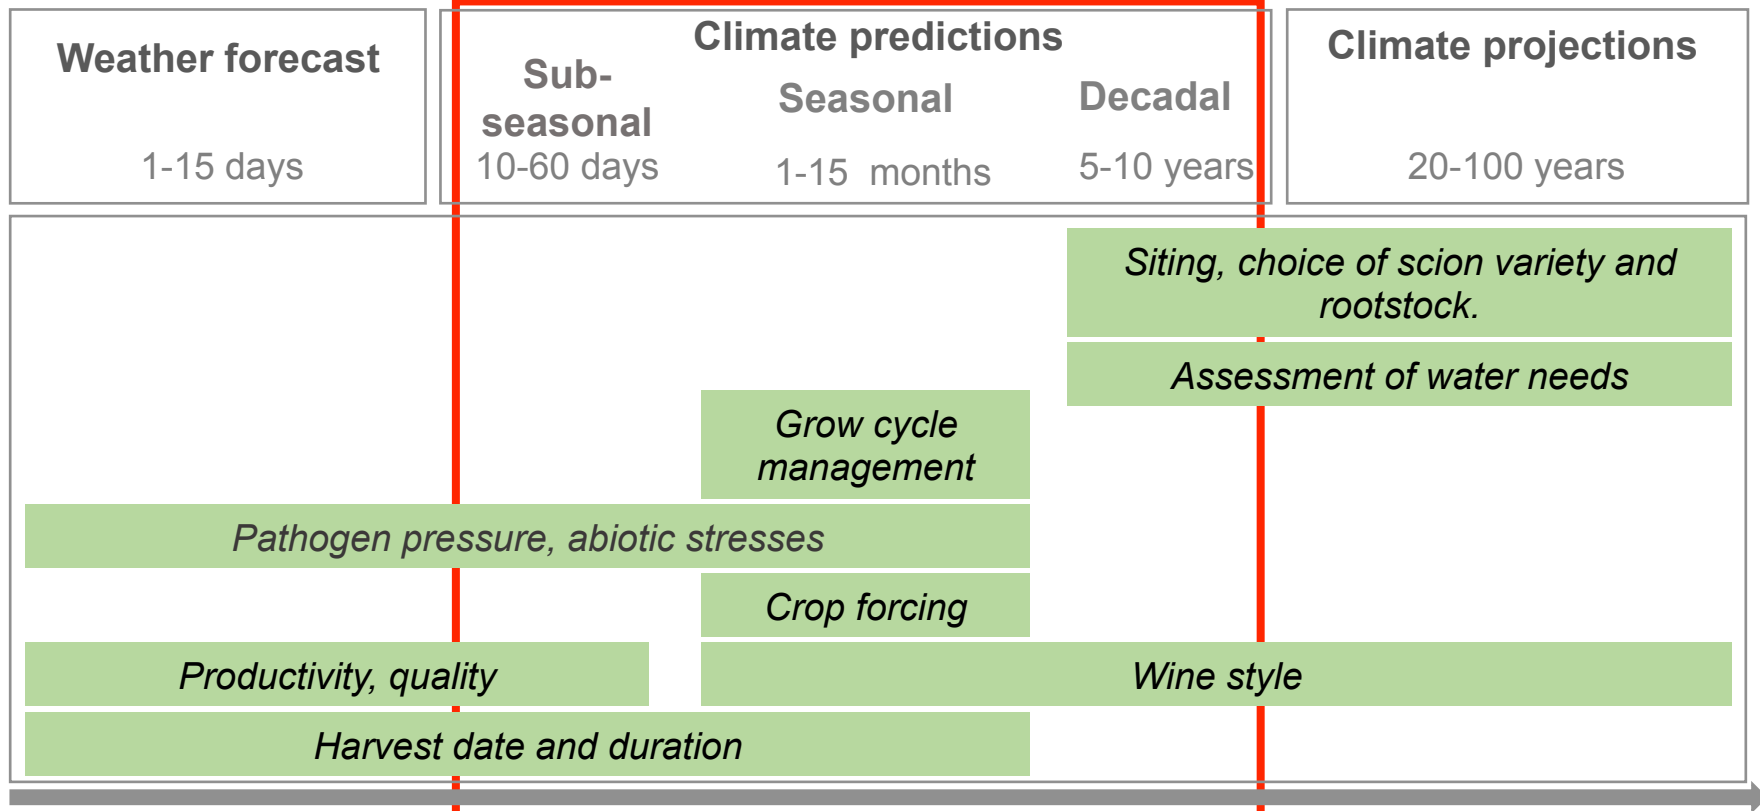 Weather forecast
1-15 days
Climate predictions
Sub-
seasonal
10-60 days
Seasonal
1-15 months
Decadal
5-10 years
Climate projections
20-100 years
Siting, choice of scion variety and
rootstock.
Assessment of water needs
Grow cycle
management
Pathogen pressure, abiotic stresses
Crop forcing
Productivity, quality
Wine style
Harvest date and duration